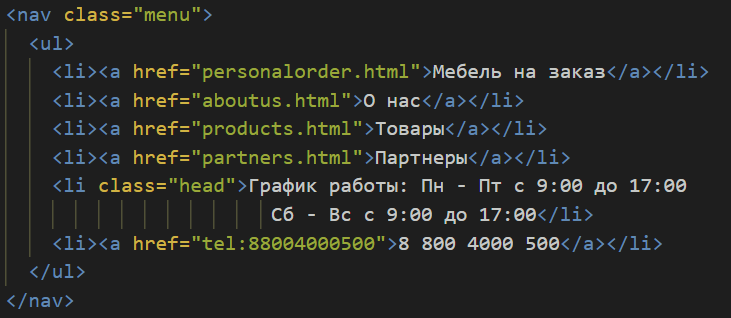 <nav class="menu">
<ul>
<li><a href="personalorder.html">Мебель на заказ</a></li>
<li><a href="aboutus.html">О нас</a></li>
<li><a href="products.html">Товары</a></li>
<li><a href="partners.html">Партнеры</a></li>
<li class="head">График работы: Пн - Пт с 9:00 до 17:00
Сб - Вс с 9:00 до 17:00</li>
<li><a href="tel:88004000500">8 800 4000 500</a></li>
</ul>
</nav>